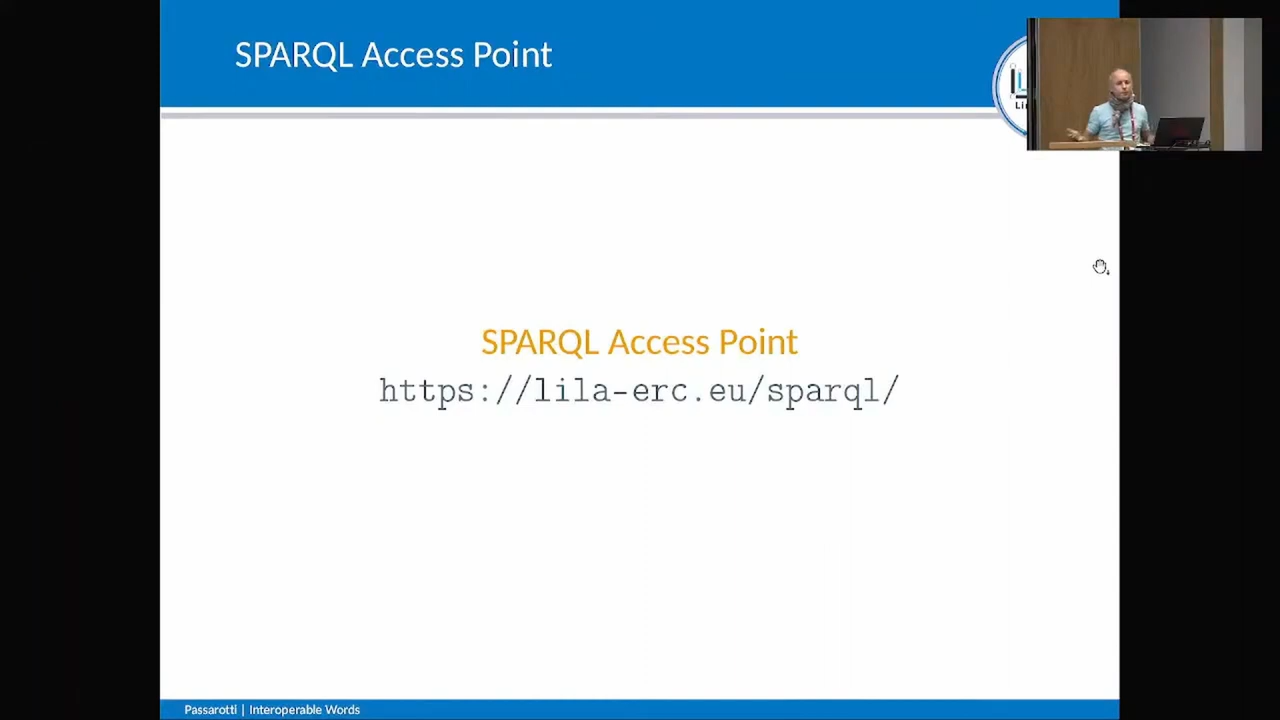 SPARQL Access Point
SPARQL Access Point
https://lila-erc.eu/sparql/
Passarotti | Interoperable Words